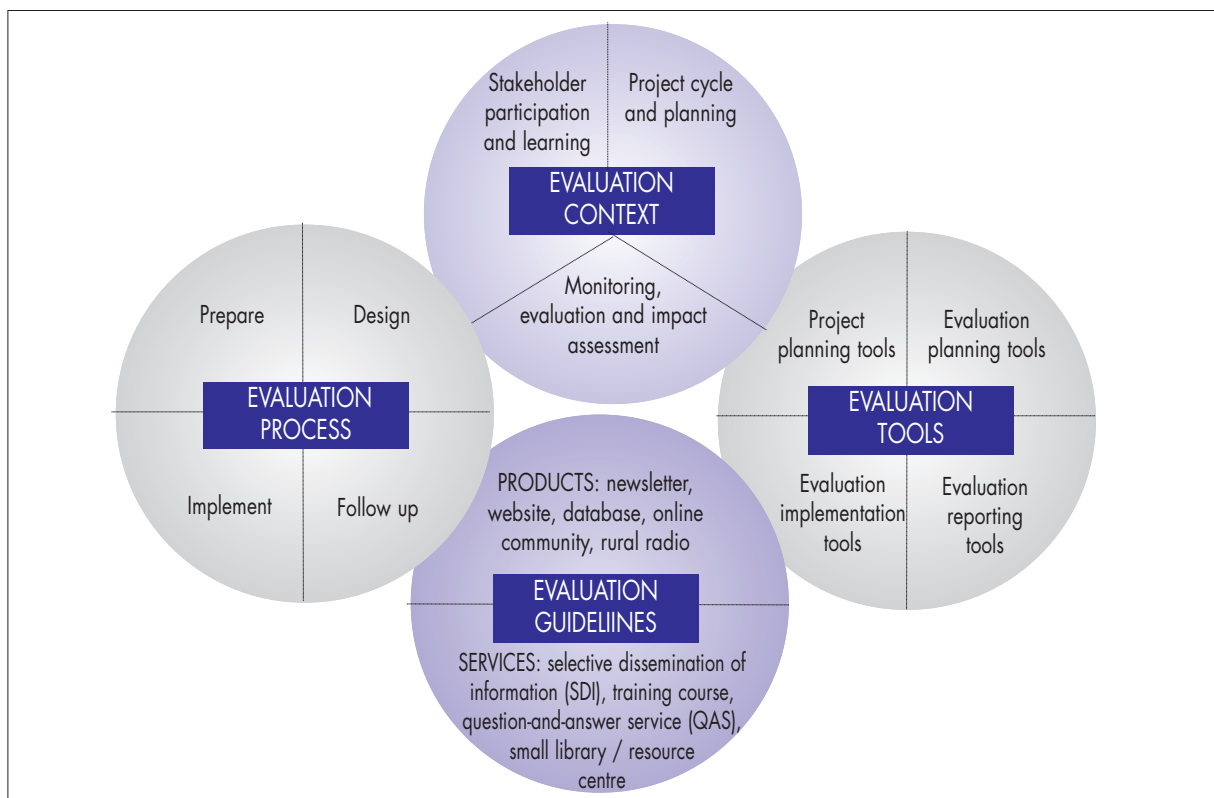 Stakeholder
participation
and learning
Project cycle
and planning
EVALUATION
CONTEXT
Monitoring,
evaluation and impact
assessment
Prepare
Design
EVALUATION
PROCESS
Implement
Follow up
Project
planning tools
Evaluation
planning tools
EVALUATION
TOOLS
Evaluation
implementation
tools
Evaluation
reporting
tools
PRODUCTS: newsletter,
website, database, online
community, rural radio
EVALUATION
GUIDELIINES
SERVICES: selective dissemination of
information (SDI), training course,
question-and-answer service (QAS),
small library / resource
centre